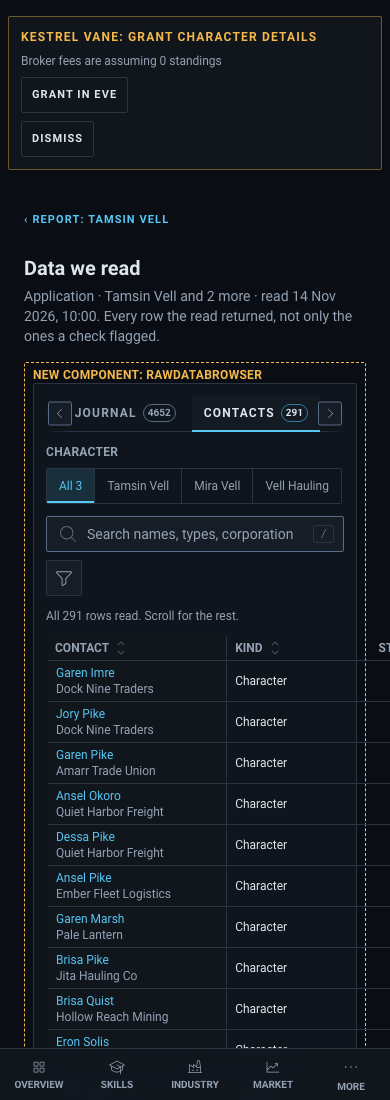 KESTREL VANE: GRANT CHARACTER DETAILS
Broker fees are assuming 0 standings
GRANT IN EVE
DISMISS
‹ REPORT: TAMSIN VELL
Data we read
Application · Tamsin Vell and 2 more · read 14 Nov
2026, 10:00. Every row the read returned, not only the
ones a check flagged.
NEW COMPONENT: RAWDATABROWSER
JOURNAL 4652 CONTACTS 291
CHARACTER
All 3 Tamsin Vell Mira Vell Vell Hauling
Search names, types, corporation /
All 291 rows read. Scroll for the rest.
CONTACT KIND ST
Garen Imre
Dock Nine Traders
Character
Jory Pike
Dock Nine Traders
Character
Garen Pike
Amarr Trade Union
Character
Ansel Okoro
Quiet Harbor Freight
Character
Dessa Pike
Quiet Harbor Freight
Character
Ansel Pike
Ember Fleet Logistics
Character
Garen Marsh
Pale Lantern
Character
Brisa Pike
Jita Hauling Co
Character
Brisa Quist
Hollow Reach Mining
Character
Eron Solis
Character
OVERVIEW SKILLS INDUSTRY MARKET MORE